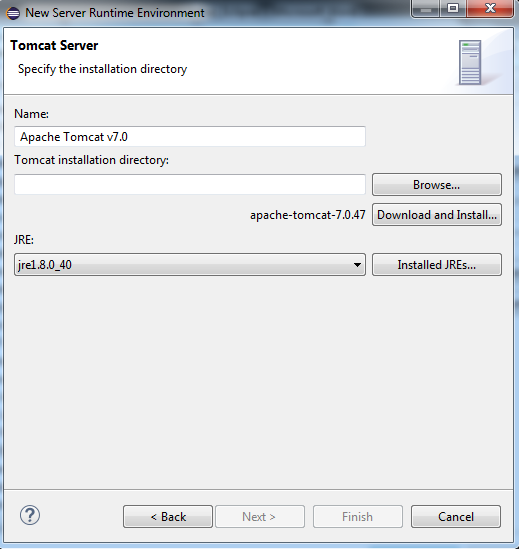 New Server Runtime Environment
Tomcat Server
Specify the installation directory
Name:
Apache Tomcat v7.0
Tomcat installation directory:
Browse...
apache-tomcat-7.0.47 Download and Install...
JRE:
jre1.8.0_40 Installed JREs...
? < Back Next > Finish Cancel